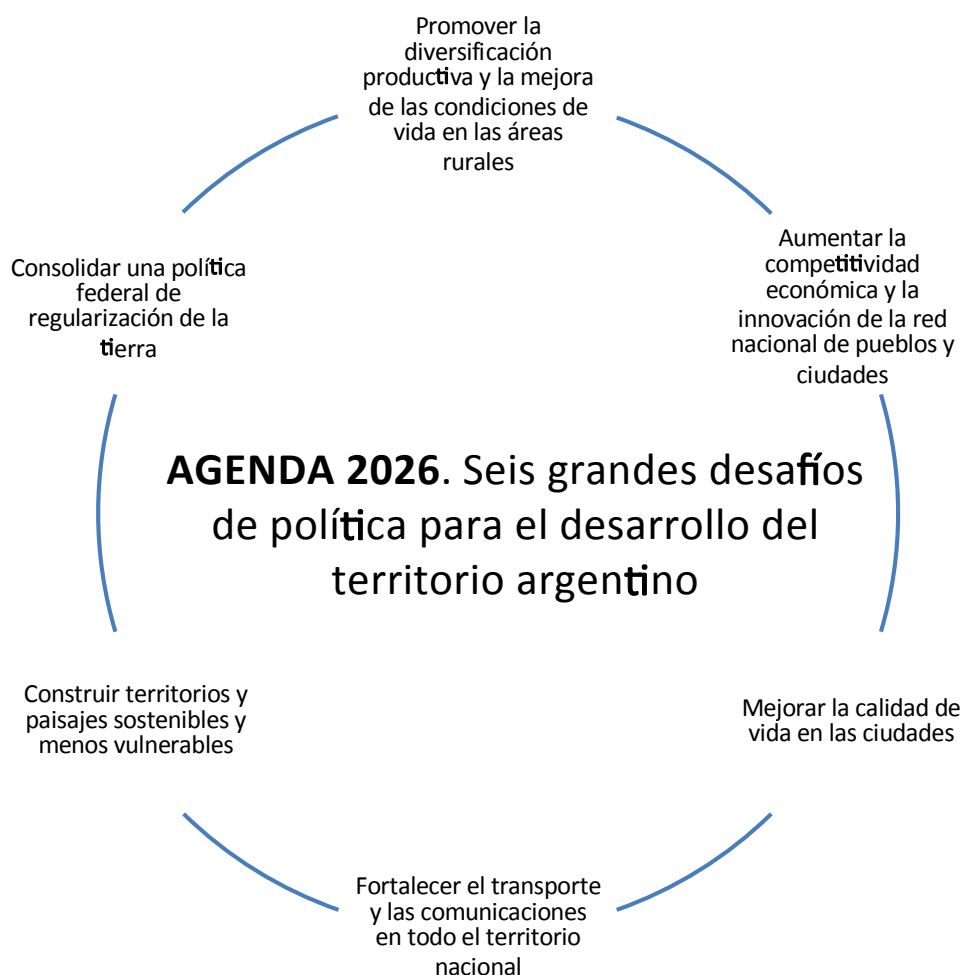 Promover la
diversificación
productiva y la mejora
de las condiciones de
vida en las áreas
rurales
Aumentar la
competitividad
económica y la
innovación de la red
nacional de pueblos y
ciudades
Mejorar la calidad de
vida en las ciudades
Fortalecer el transporte
y las comunicaciones
en todo el territorio
nacional
Construir territorios y
paisajes sostenibles y
menos vulnerables
Consolidar una política
federal de
regularización de la
tierra
AGENDA 2026. Seis grandes desafíos
de política para el desarrollo del
territorio argentino